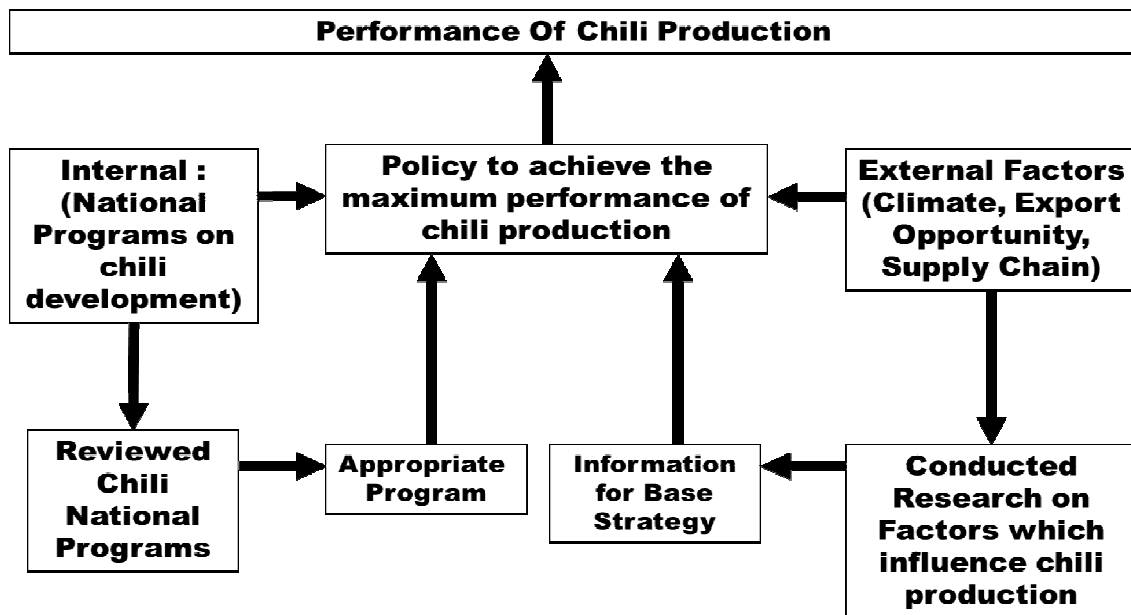 Performance Of Chili Production
Internal :
(National
Programs on
chili
development)
Policy to achieve the
maximum performance of
chili production
External Factors
(Climate, Export
Opportunity,
Supply Chain)
Reviewed
Chili
National
Programs
Appropriate
Program
Information
for Base
Strategy
Conducted
Research on
Factors which
influence chili
production